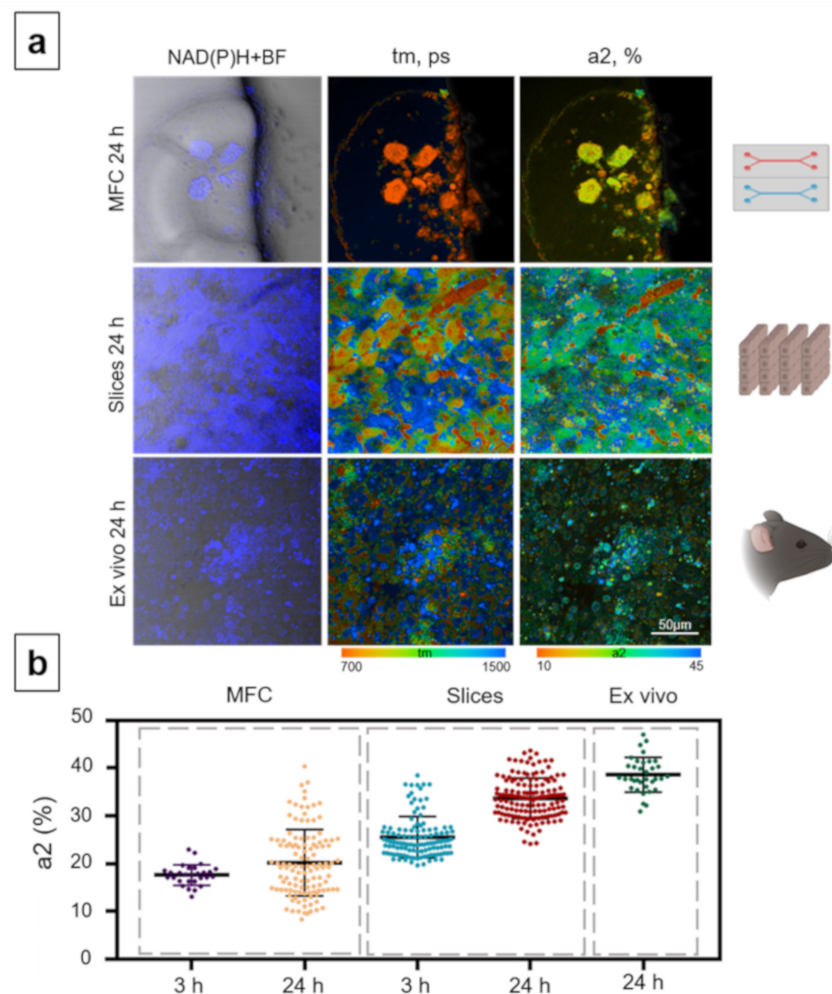 a
NAD(P)H+BF tm, ps a2, %
MFC 24 h
Slices 24 h
Ex vivo 24 h
50µm
tm a2
700 1500 10 45
b
MFC Slices Ex vivo
50
40
30
20
10
0
a2 (%)
3 h 24 h 3 h 24 h 24 h